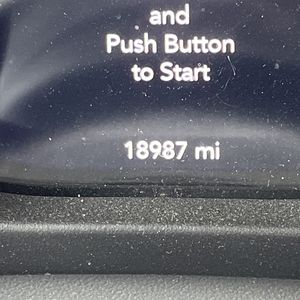 and
Push Button
to Start
18987 mi